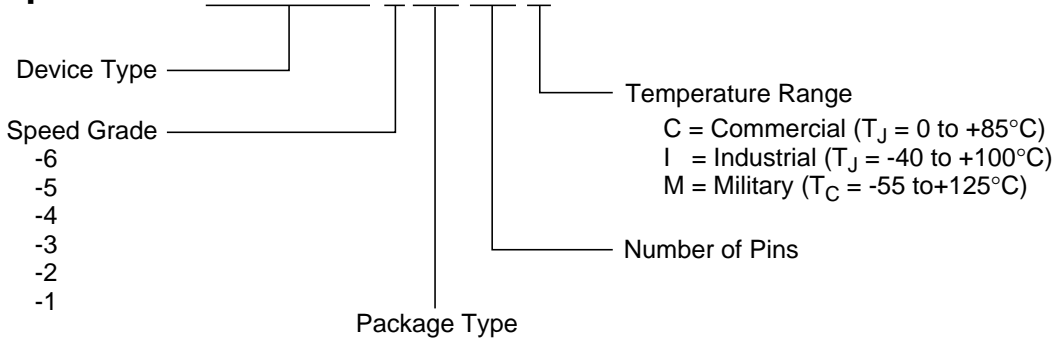 Device Type
Speed Grade
-6
-5
-4
-3
-2
-1
Package Type
Temperature Range
C = Commercial (TJ = 0 to +85°C)
I = Industrial (TJ = -40 to +100°C)
M = Military (TC = -55 to+125°C)
Number of Pins